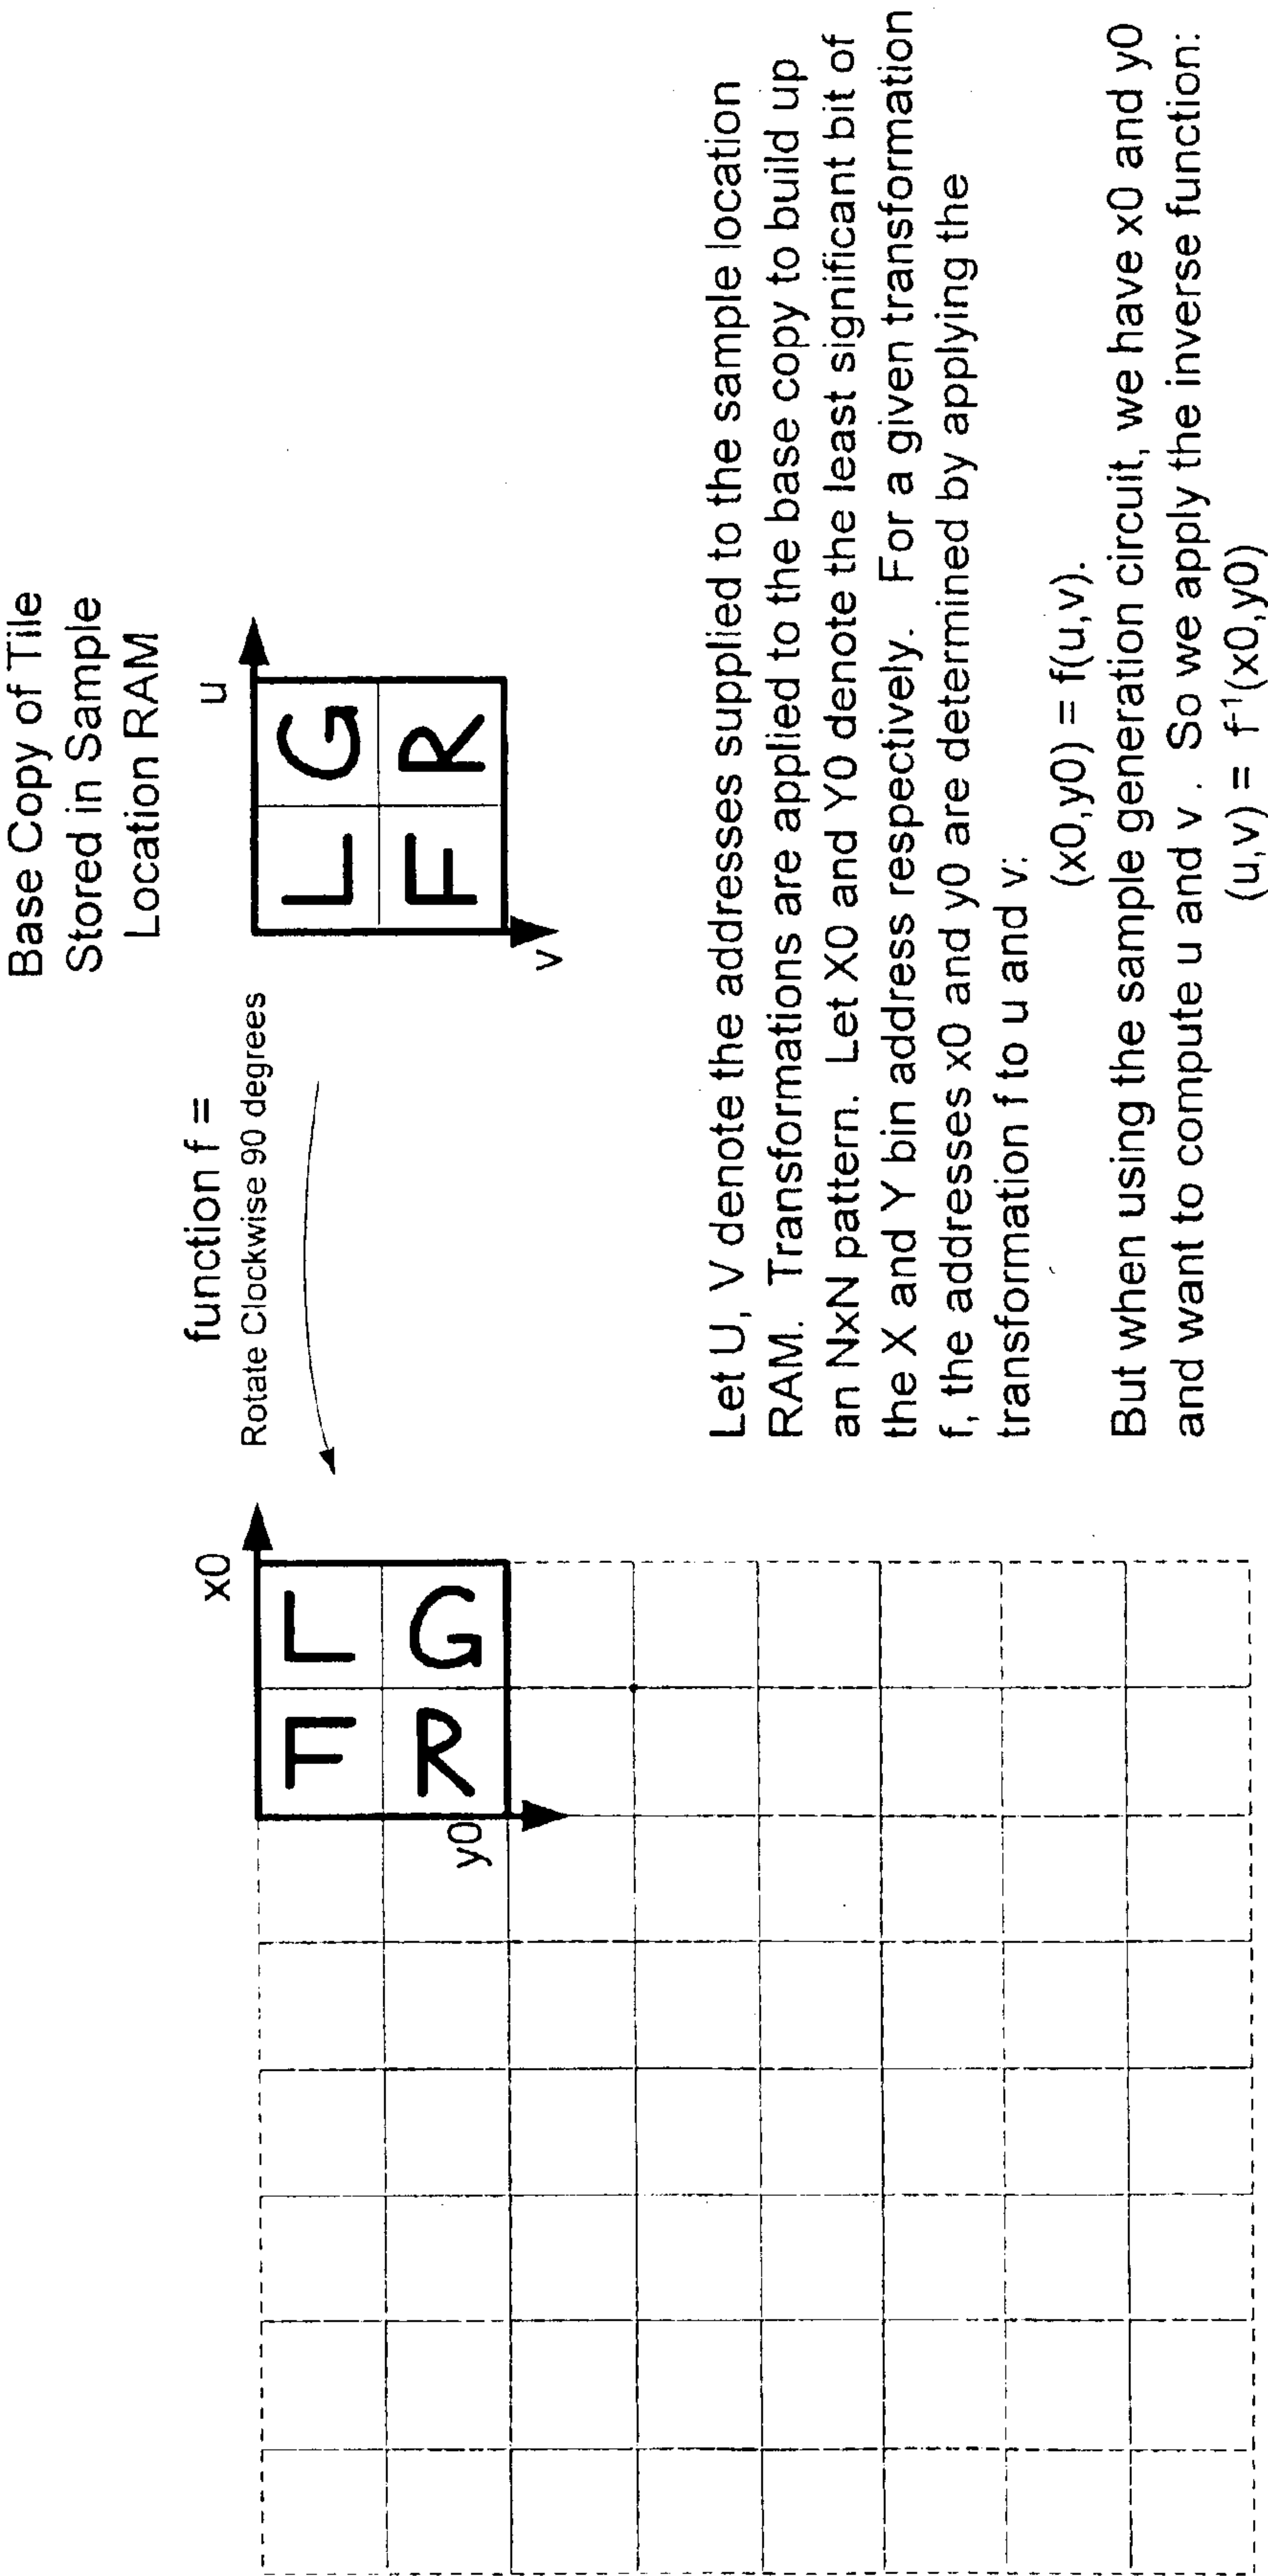 Base Copy of Tile
Stored in Sample
Location RAM
function f =
Rotate Clockwise 90 degrees
x0
F L
R G
y0
u
L G
F R
v
Let U, V denote the addresses supplied to the sample location
RAM. Transformations are applied to the base copy to build up
an NxN pattern. Let X0 and Y0 denote the least significant bit of
the X and Y bin address respectively. For a given transformation
f, the addresses x0 and y0 are determined by applying the
transformation f to u and v:
(x0,y0) = f(u,v).
But when using the sample generation circuit, we have x0 and y0
and want to compute u and v . So we apply the inverse function:
(u,v) = f⁻¹(x0,y0)